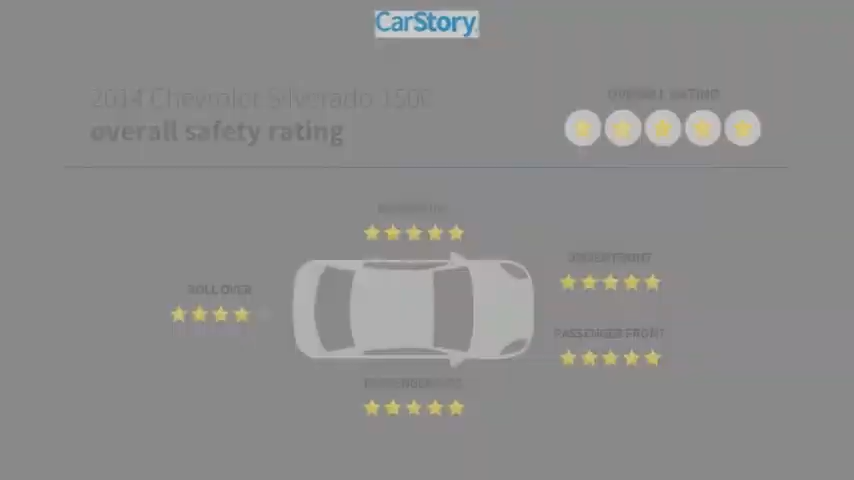 CarStory
2014 Chevrolet Silverado 1500
overall safety rating
OVERALL RATING
DRIVER FRONT
ROLL OVER
PASSENGER FRONT